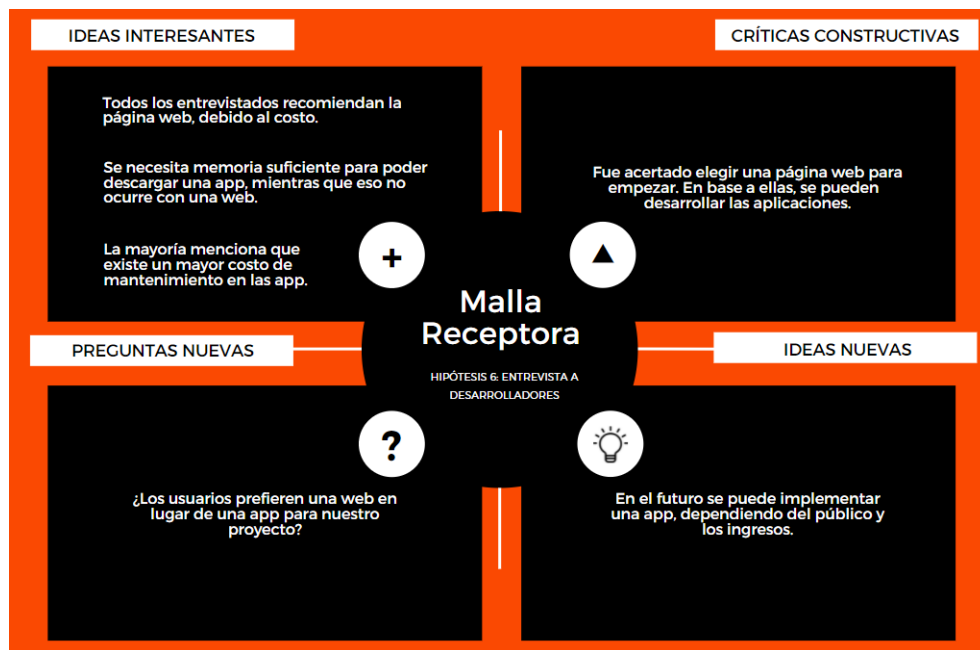 IDEAS INTERESANTES
Todos los entrevistados recomiendan la
página web, debido al costo.
Se necesita memoria suficiente para poder
descargar una app, mientras que eso no
ocurre con una web.
La mayoría menciona que
existe un mayor costo de
mantenimiento en las app.
+
CRÍTICAS CONSTRUCTIVAS
Fue acertado elegir una página web para
empezar. En base a ellas, se pueden
desarrollar las aplicaciones.
Malla
Receptora
HIPÓTESIS 6: ENTREVISTA A
DESARROLLADORES
PREGUNTAS NUEVAS
?
¿Los usuarios prefieren una web en
lugar de una app para nuestro
proyecto?
IDEAS NUEVAS
En el futuro se puede implementar
una app, dependiendo del público y
los ingresos.